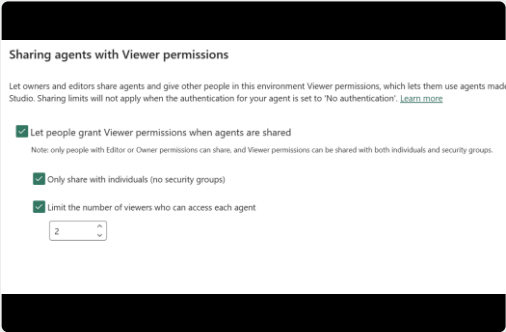 Sharing agents with Viewer permissions
Let owners and editors share agents and give other people in this environment Viewer permissions, which lets them use agents made
Studio. Sharing limits will not apply when the authentication for your agent is set to 'No authentication'. Learn more
Let people grant Viewer permissions when agents are shared
Note: only people with Editor or Owner permissions can share, and Viewer permissions can be shared with both individuals and security groups.
Only share with individuals (no security groups)
Limit the number of viewers who can access each agent
2